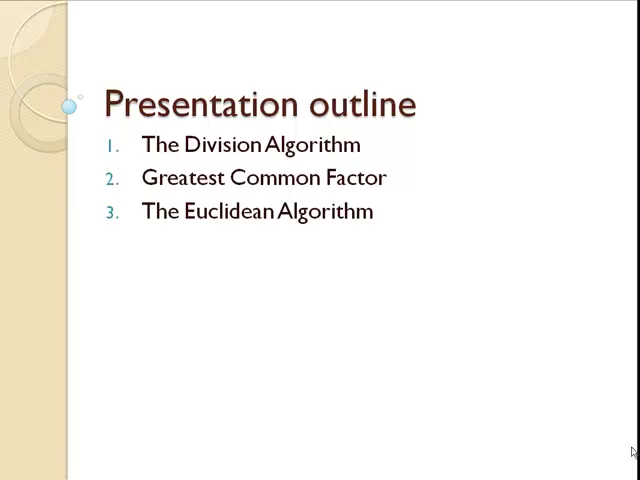 Presentation outline
1. The Division Algorithm
2. Greatest Common Factor
3. The Euclidean Algorithm